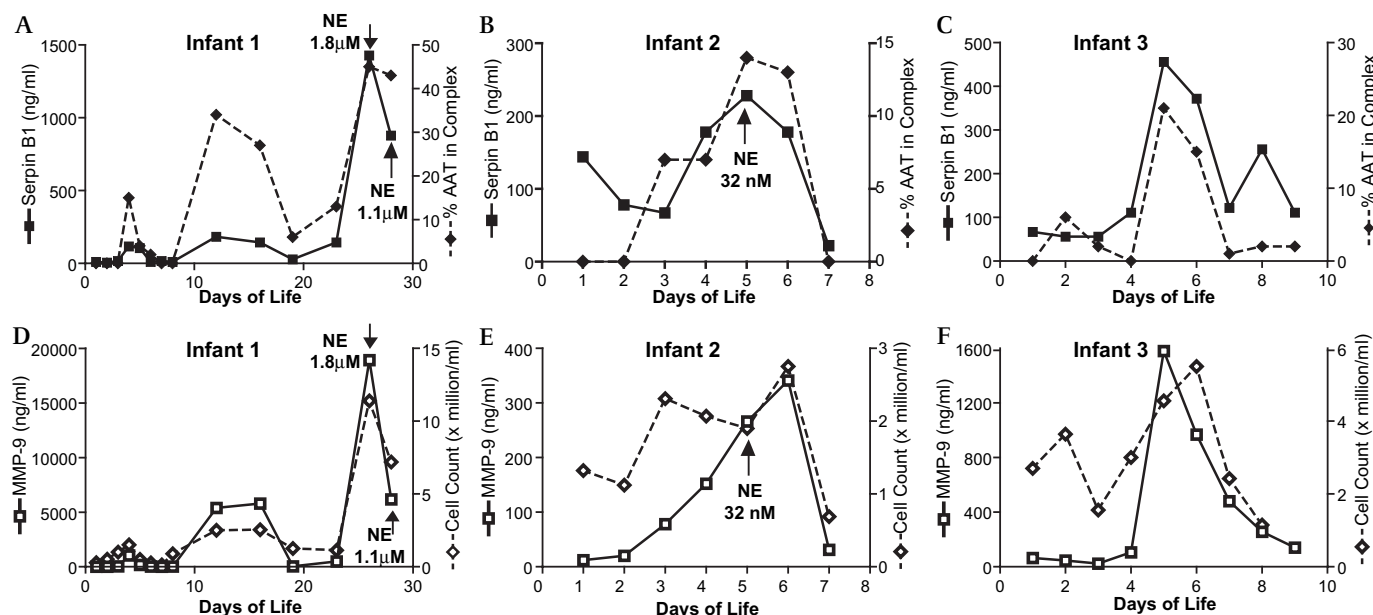 A
Infant 1
NE
1.8μM
NE
1.1μM
Serpin B1 (ng/ml)
1500
1000
500
0
% AAT in Complex
50
40
30
20
10
0
0
10
20
30
Days of Life
B
Infant 2
NE
32 nM
Serpin B1 (ng/ml)
300
200
100
0
% AAT in Complex
15
10
5
0
0
1
2
3
4
5
6
7
8
Days of Life
C
Infant 3
Serpin B1 (ng/ml)
500
400
350
300
200
100
0
% AAT in Complex
30
20
10
0
0
2
4
6
8
10
Days of Life
D
Infant 1
NE
1.8μM
NE
1.1μM
MMP-9 (ng/ml)
20000
15000
10000
5000
0
Cell Count (x million/ml)
15
10
5
0
0
10
20
30
Days of Life
E
Infant 2
NE
32 nM
MMP-9 (ng/ml)
400
300
200
100
0
Cell Count (x million/ml)
3
2
1
0
0
1
2
3
4
5
6
7
8
Days of Life
F
Infant 3
MMP-9 (ng/ml)
1600
1200
800
400
0
Cell Count (x million/ml)
6
4
2
0
0
2
4
6
8
10
Days of Life